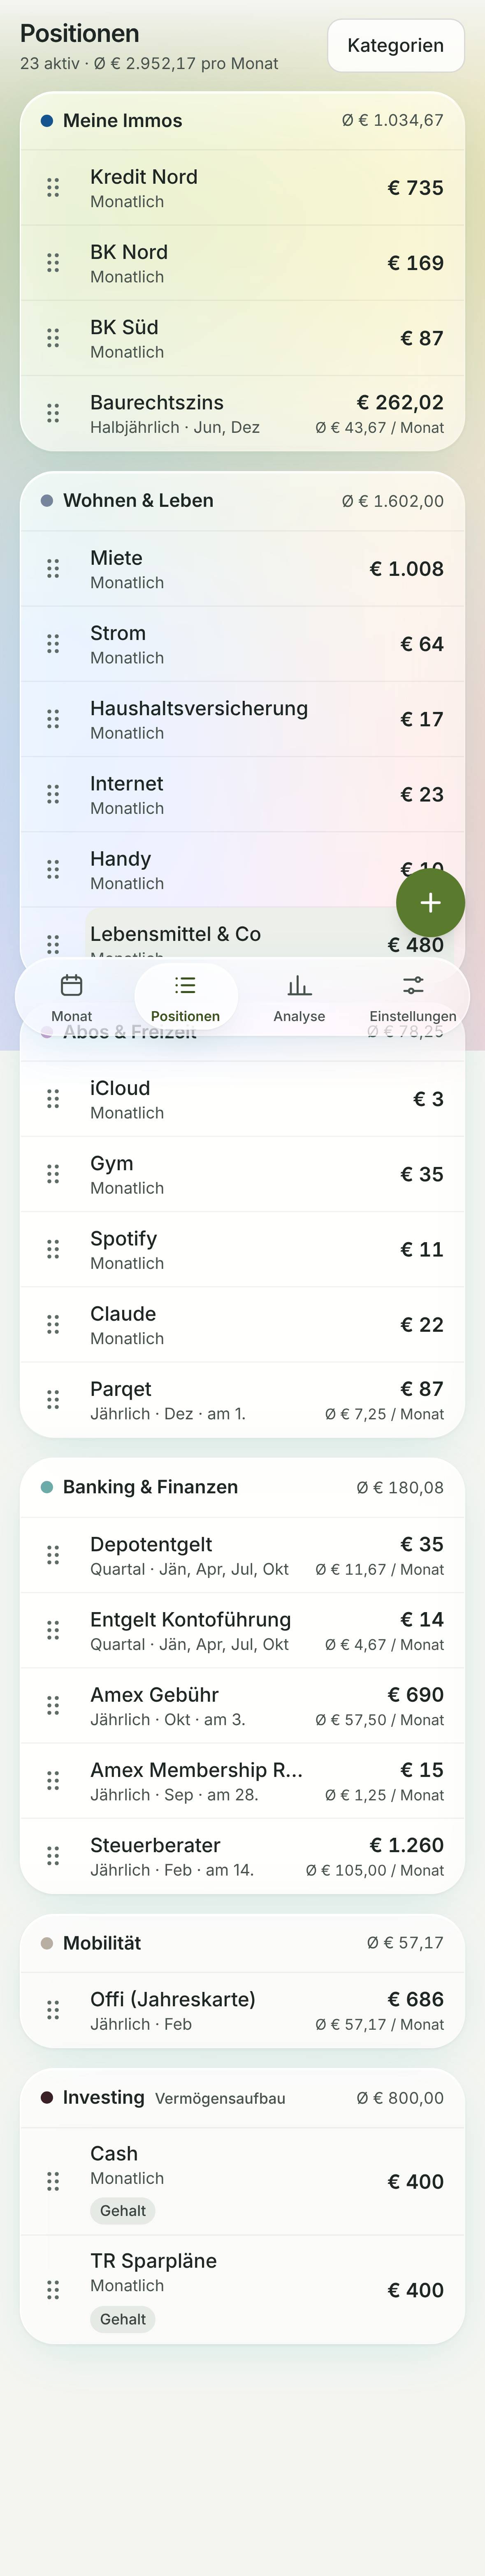 Positionen
23 aktiv · Ø € 2.952,17 pro Monat
Kategorien
Meine Immos Ø € 1.034,67
Kredit Nord € 735
Monatlich
BK Nord € 169
Monatlich
BK Süd € 87
Monatlich
Baurechtszins € 262,02
Halbjährlich · Jun, Dez Ø € 43,67 / Monat
Wohnen & Leben Ø € 1.602,00
Miete € 1.008
Monatlich
Strom € 64
Monatlich
Haushaltsversicherung € 17
Monatlich
Internet € 23
Monatlich
Handy € 10
Monatlich
Lebensmittel & Co € 480
Monatlich
Monat Positionen Analyse Einstellungen
Abos & Freizeit Ø € 78,25
iCloud € 3
Monatlich
Gym € 35
Monatlich
Spotify € 11
Monatlich
Claude € 22
Monatlich
Parqet € 87
Jährlich · Dez · am 1. Ø € 7,25 / Monat
Banking & Finanzen Ø € 180,08
Depotentgelt € 35
Quartal · Jän, Apr, Jul, Okt Ø € 11,67 / Monat
Entgelt Kontoführung € 14
Quartal · Jän, Apr, Jul, Okt Ø € 4,67 / Monat
Amex Gebühr € 690
Jährlich · Okt · am 3. Ø € 57,50 / Monat
Amex Membership R... € 15
Jährlich · Sep · am 28. Ø € 1,25 / Monat
Steuerberater € 1.260
Jährlich · Feb · am 14. Ø € 105,00 / Monat
Mobilität Ø € 57,17
Offi (Jahreskarte) € 686
Jährlich · Feb Ø € 57,17 / Monat
Investing Vermögensaufbau Ø € 800,00
Cash € 400
Monatlich
Gehalt
TR Sparpläne € 400
Monatlich
Gehalt